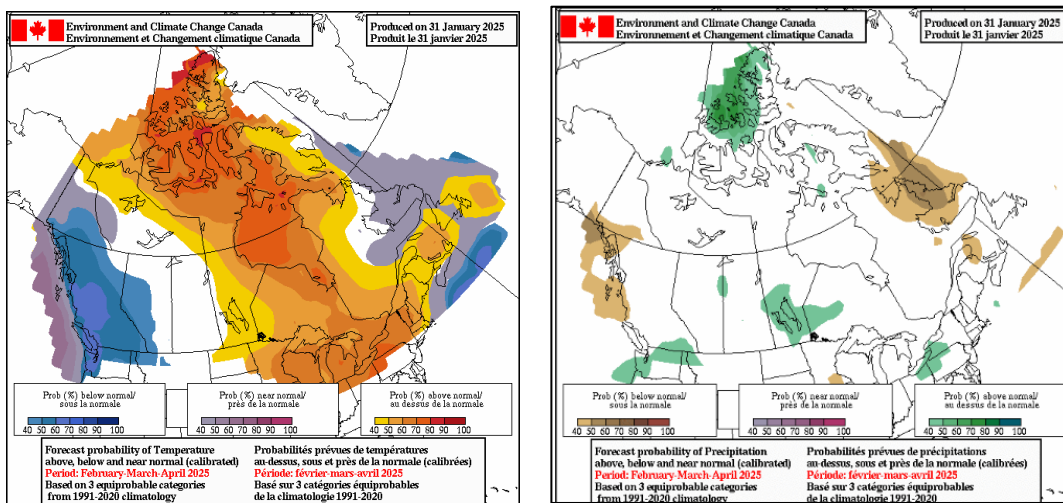 Environment and Climate Change Canada
Environnement et Changement climatique Canada
Produced on 31 January 2025
Produit le 31 janvier 2025
Prob (%) below normal/
sous la normale
40 50 60 70 80 90 100
Prob (%) near normal/
près de la normale
40 50 60 70 80 90 100
Prob (%) above normal/
au dessus de la normale
40 50 60 70 80 90 100
Forecast probability of Temperature
above, below and near normal (calibrated)
Period: February-March-April 2025
Based on 3 equiprobable categories
from 1991-2020 climatology
Probabilités prévues de températures
au-dessus, sous et près de la normale (calibrées)
Période: février-mars-avril 2025
Basé sur 3 catégories équiprobables
de la climatologie 1991-2020
Environment and Climate Change Canada
Environnement et Changement climatique Canada
Produced on 31 January 2025
Produit le 31 janvier 2025
Prob (%) below normal/
sous la normale
40 50 60 70 80 90 100
Prob (%) near normal/
près de la normale
40 50 60 70 80 90 100
Prob (%) above normal/
au dessus de la normale
40 50 60 70 80 90 100
Forecast probability of Precipitation
above, below and near normal (calibrated)
Period: February-March-April 2025
Based on 3 equiprobable categories
from 1991-2020 climatology
Probabilités prévues de précipitations
au-dessus, sous et près de la normale (calibrées)
Période: février-mars-avril 2025
Basé sur 3 catégories équiprobables
de la climatologie 1991-2020